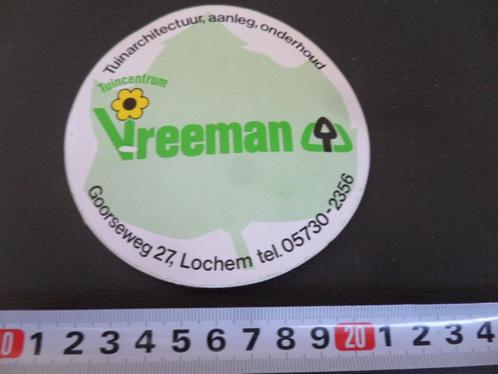 Tuinarchitectuur, aanleg, onderhoud
Tuincentrum
Vreeman
Goorseweg 27, Lochem tel. 05730-2356
0 1 2 3 4 5 6 7 8 9 20 1 2 3 4